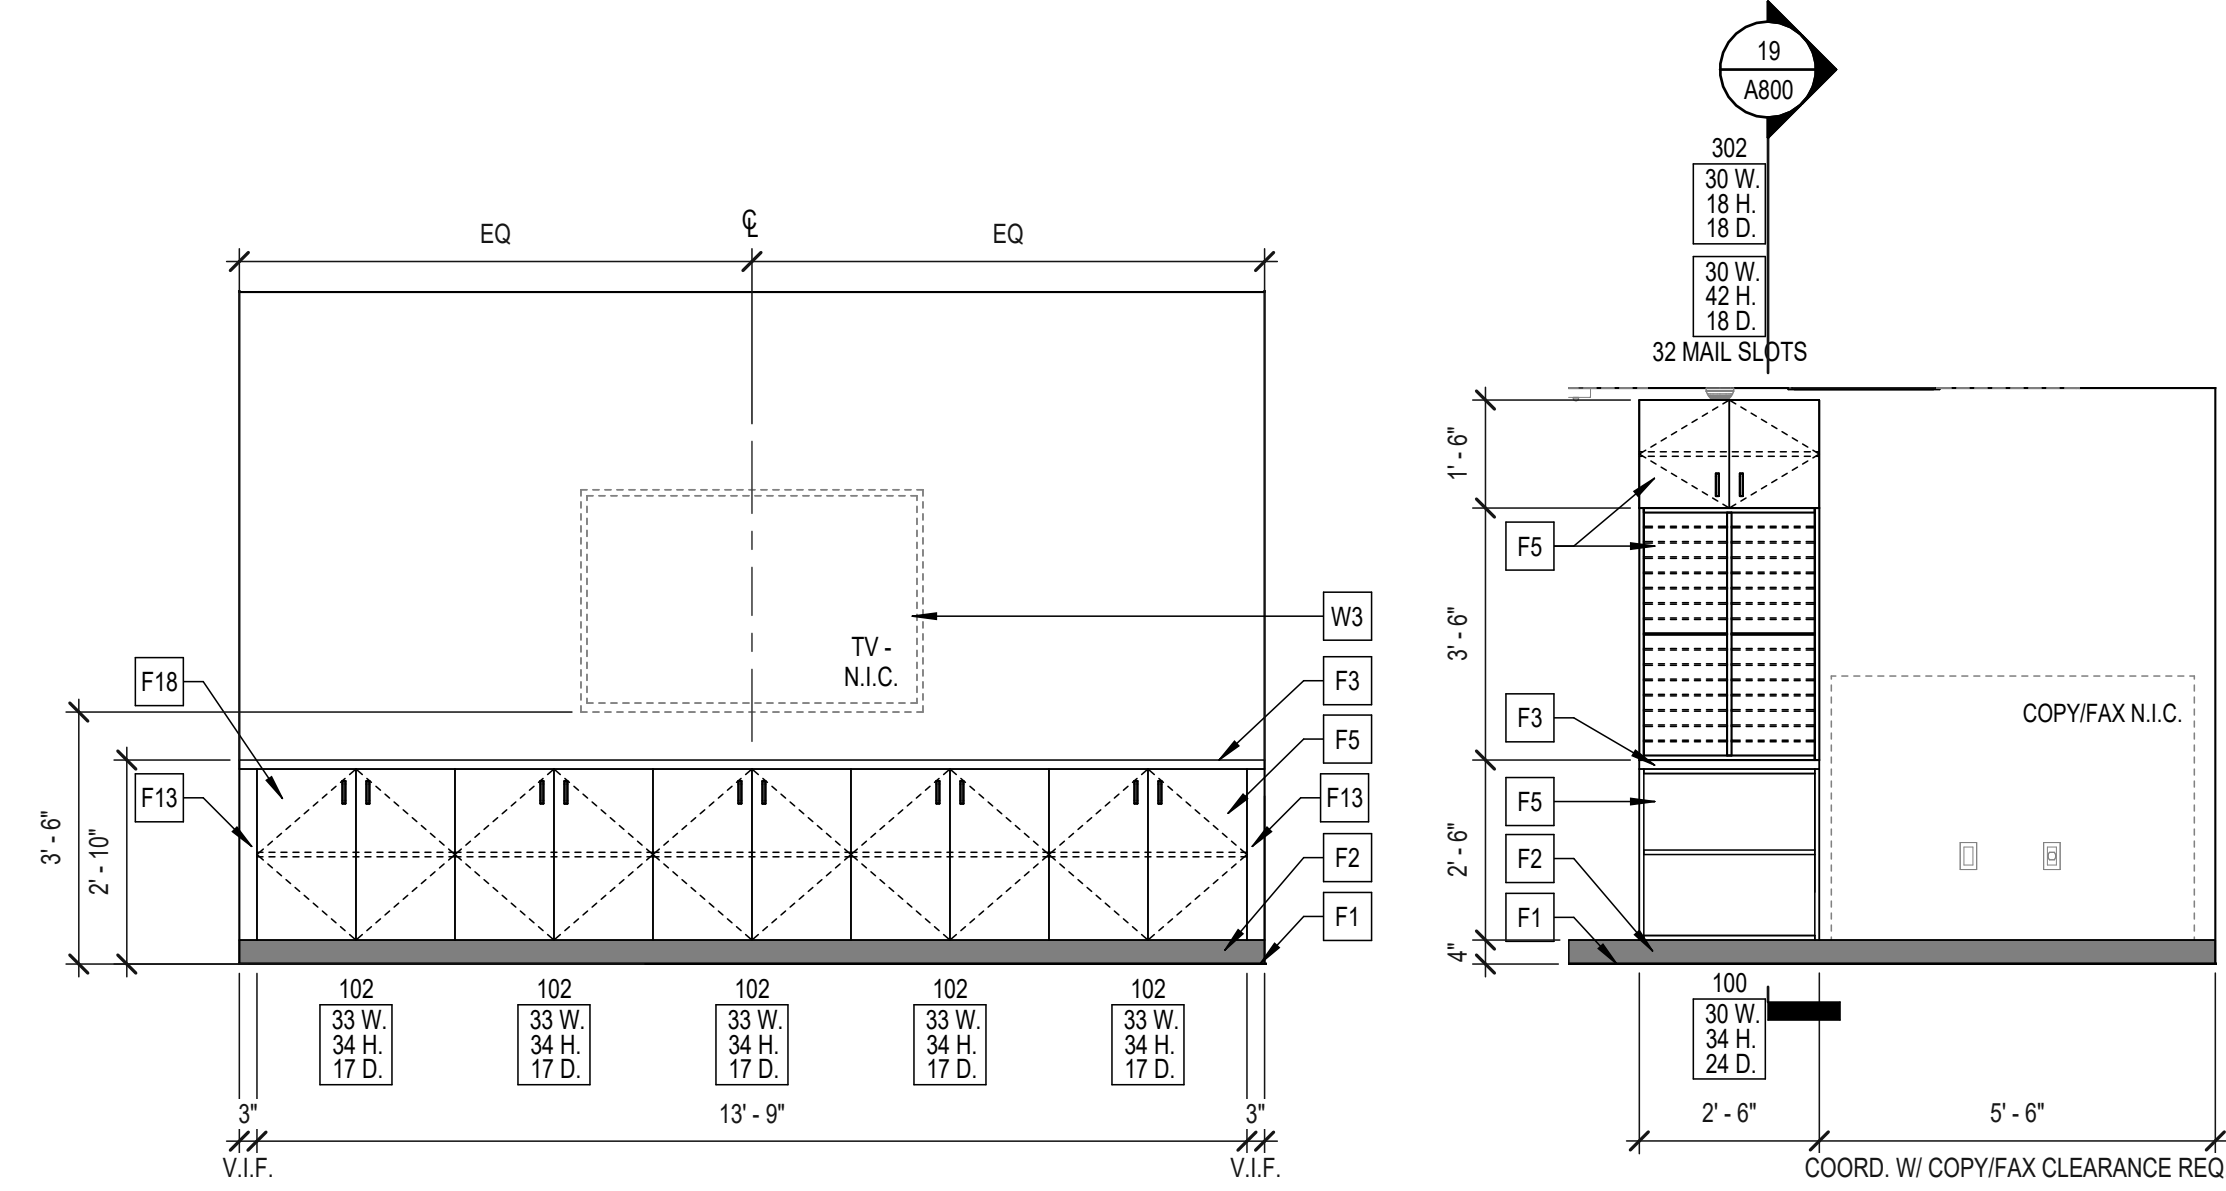 19
A800
302
30 W.
18 H.
18 D.
30 W.
42 H.
18 D.
32 MAIL SLOTS
EQ
℄
EQ
TV -
N.I.C.
W3
F18
F3
F5
F13
F13
F2
F1
3' - 6"
2' - 10"
102
33 W.
34 H.
17 D.
102
33 W.
34 H.
17 D.
102
33 W.
34 H.
17 D.
102
33 W.
34 H.
17 D.
102
33 W.
34 H.
17 D.
3"
13' - 9"
3"
V.I.F.
V.I.F.
1' - 6"
3' - 6"
2' - 6"
4"
F5
F3
F5
F2
F1
COPY/FAX N.I.C.
100
30 W.
34 H.
24 D.
2' - 6"
5' - 6"
COORD. W/ COPY/FAX CLEARANCE REQ